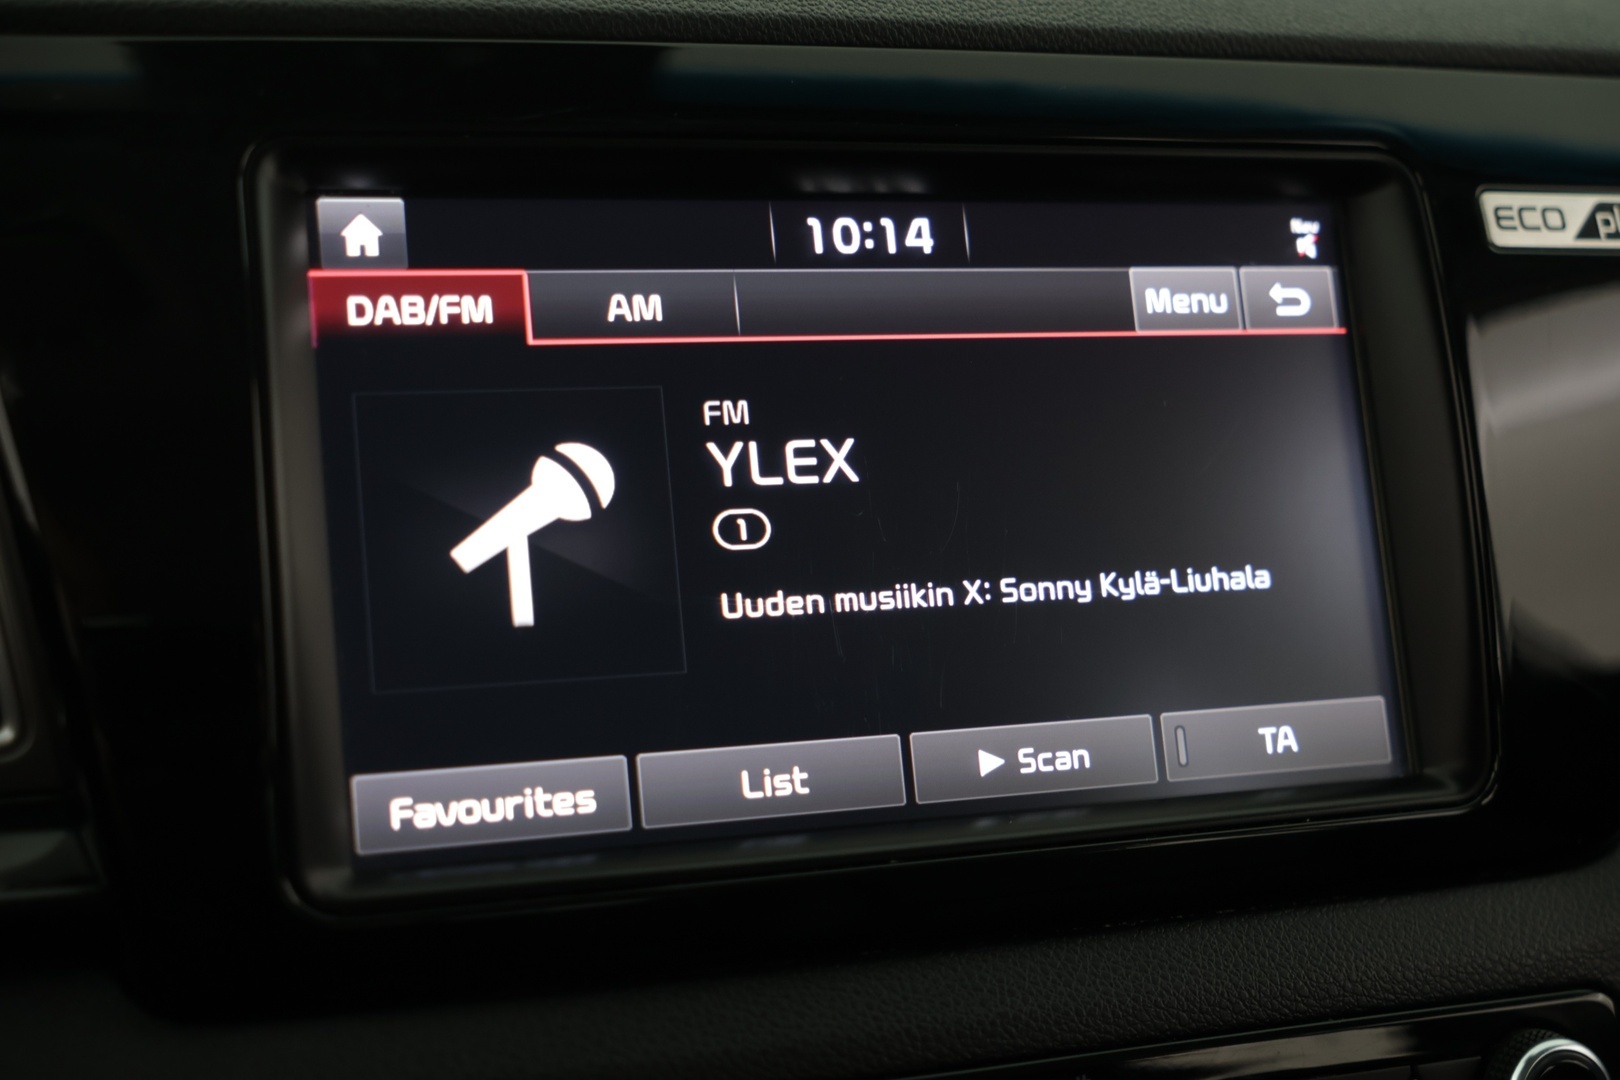 10:14
Nav
DAB/FM
AM
Menu
FM
YLEX
1
Uuden musiikin X: Sonny Kylä-Liuhala
Favourites
List
Scan
TA
ECO